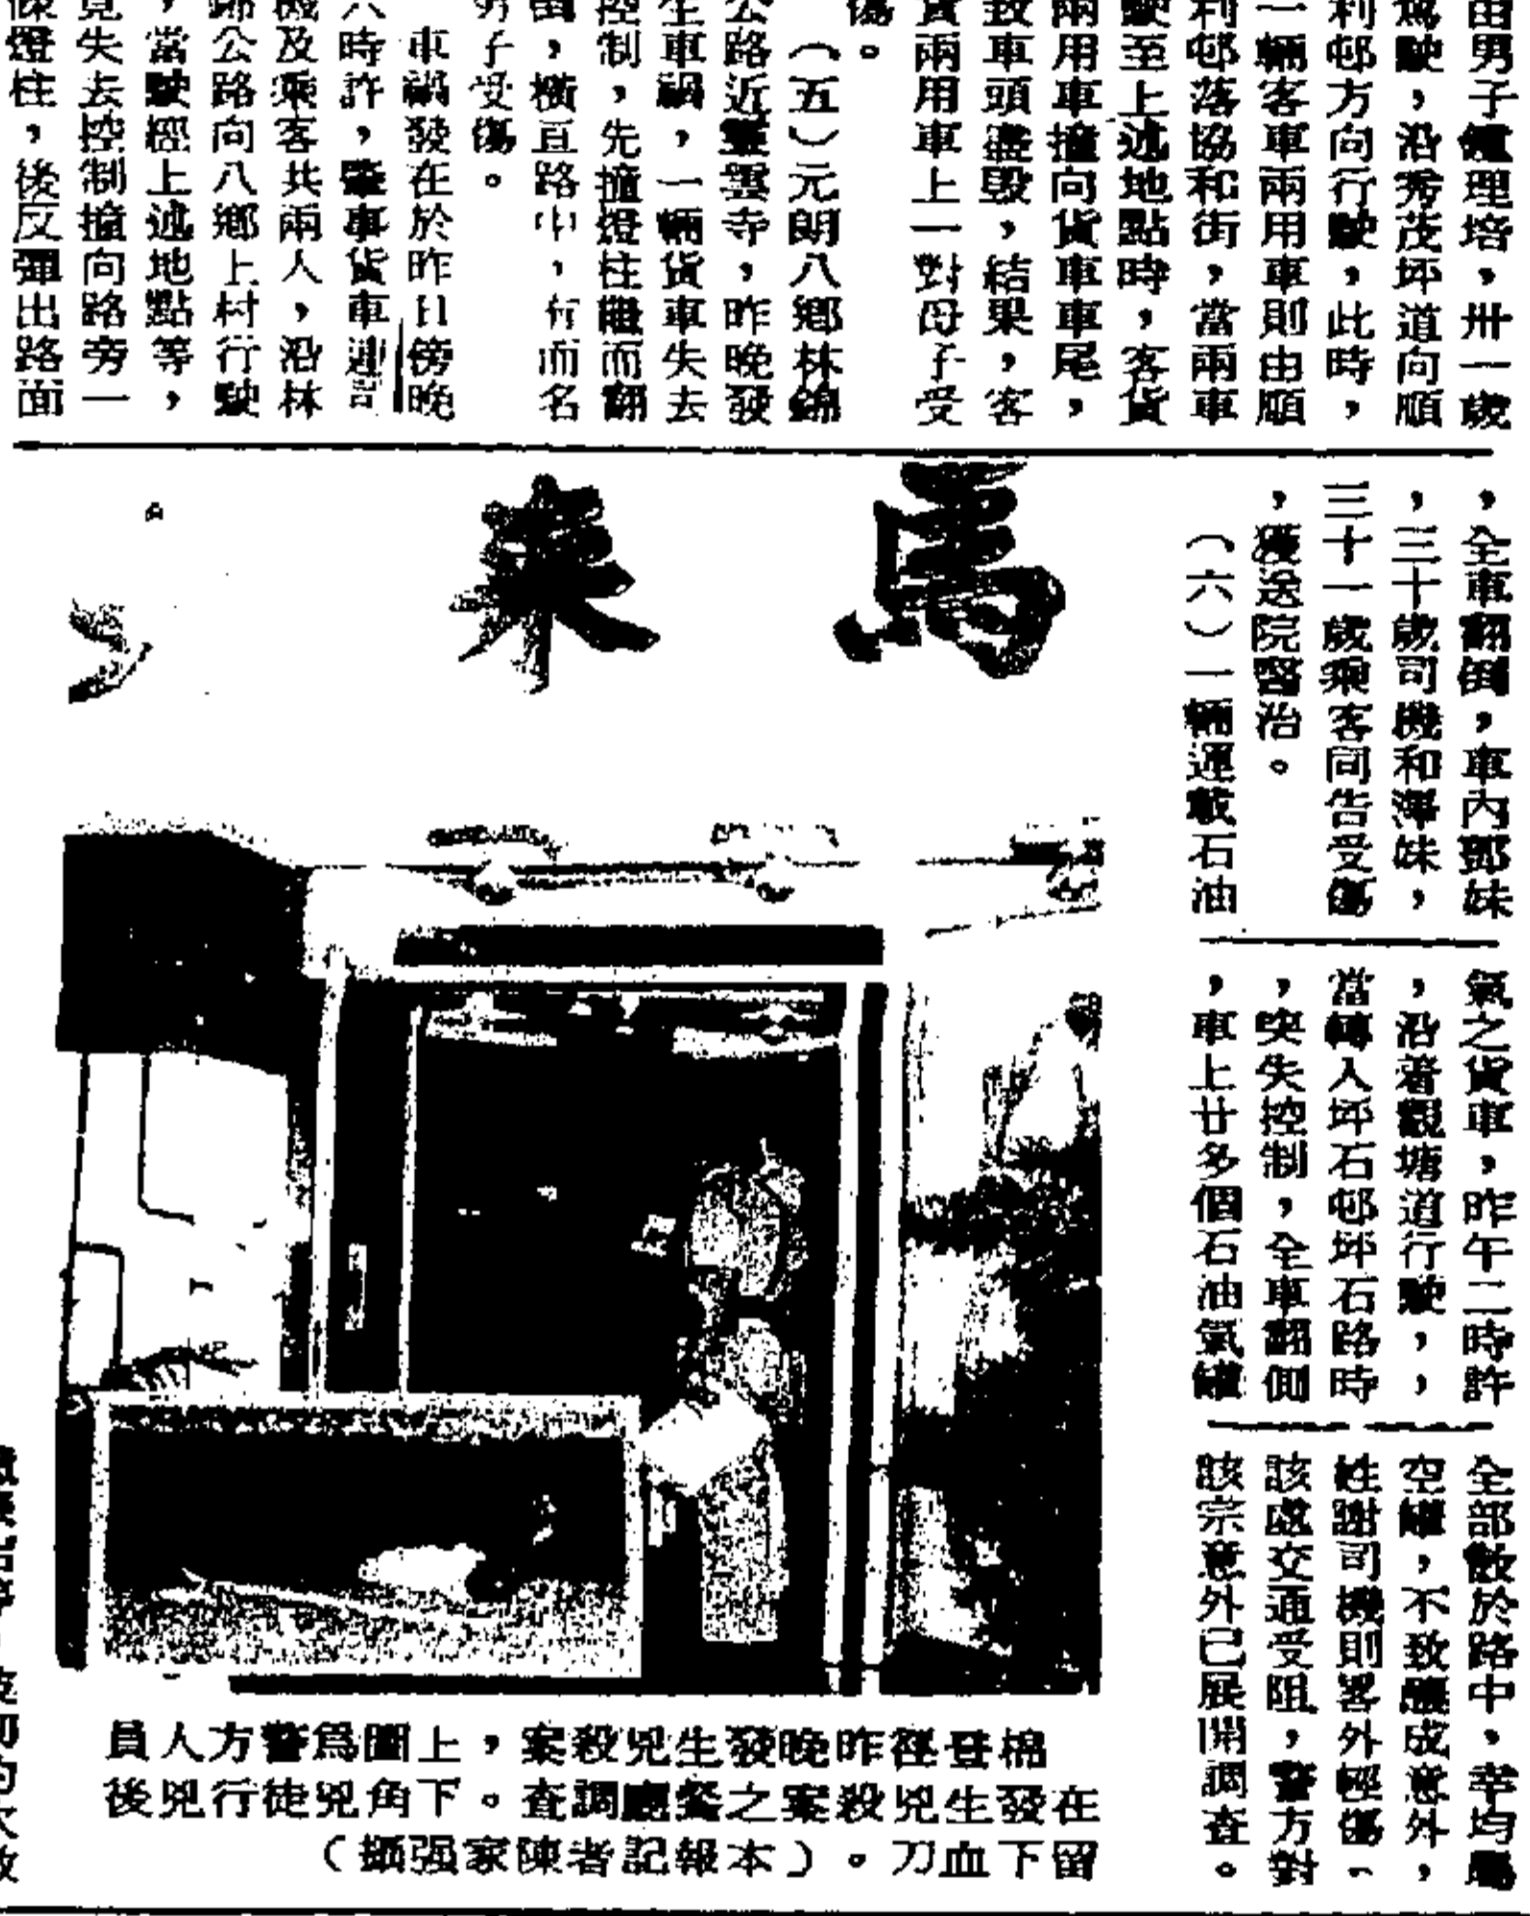 由男子鍾理培，卅一歲
駕駛，沿秀茂坪道向順
利邨方向行駛，此時，
一輛客車兩用車則由順
利邨落協和街，當兩車
駛至上述地點時，客貨
兩用車撞向貨車車尾，
致車頭盡毀，結果，客
貨兩用車上一對母子受
傷。
（五）元朗八鄉林錦
公路近靈雲寺，昨晚發
生車禍，一輛貨車失去
控制，先撞燈柱繼而翻
倒，橫亘路中，有兩名
男子受傷。
車禍發在於昨日傍晚
六時許，肇事貨車連司
機及乘客共兩人，沿林
錦公路向八鄉上村行駛
，當駛經上述地點等，
竟失去控制撞向路旁一
條燈柱，後反彈出路面
，全車翻倒，車內鄧妹
，三十歲司機和澤妹，
三十一歲乘客同告受傷
，獲送院醫治。
（六）一輛運載石油
氣之貨車，昨午二時許
，沿着觀塘道行駛，，
當轉入坪石邨坪石路時
，突失控制，全車翻側
，車上廿多個石油氣罐
全部散於路中，幸均屬
空罐，不致釀成意外，
姓謝司機則畧外輕傷。
該處交通受阻，警方對
該宗意外已展開調查。
馬來
棉登徑昨晚發生兇殺案，上圖爲警方人員
在發生兇殺案之餐廳調查。下角兇徒行兇後
留下血刀。（本報記者陳家强攝）